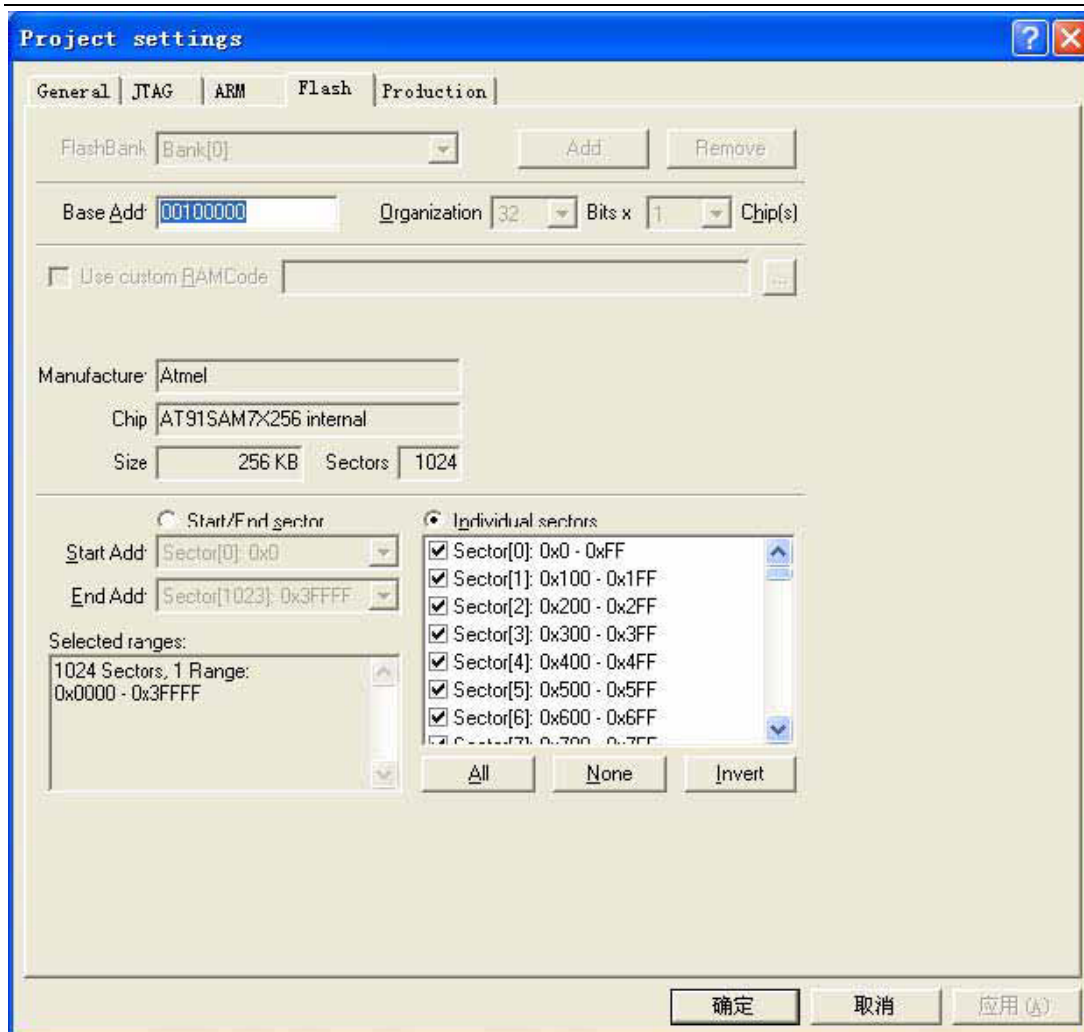 Project settings
General JTAG ARM Flash Production
FlashBank Bank[0] Add Remove
Base Add 00100000 Organization 32 Bits x 1 Chip(s)
Use custom RAMCode ...
Manufacture Atmel
Chip AT91SAM7X256 internal
Size 256 KB Sectors 1024
Start/End sector Individual sectors
Start Add Sector[0]: 0x0
End Add Sector[1023]: 0x3FFFF
Selected ranges:
1024 Sectors, 1 Range:
0x0000 - 0x3FFFF
Sector[0]: 0x0 - 0xFF
Sector[1]: 0x100 - 0x1FF
Sector[2]: 0x200 - 0x2FF
Sector[3]: 0x300 - 0x3FF
Sector[4]: 0x400 - 0x4FF
Sector[5]: 0x500 - 0x5FF
Sector[6]: 0x600 - 0x6FF
Sector[7]: 0x700 - 0x7FF
All None Invert
确定 取消 应用(A)